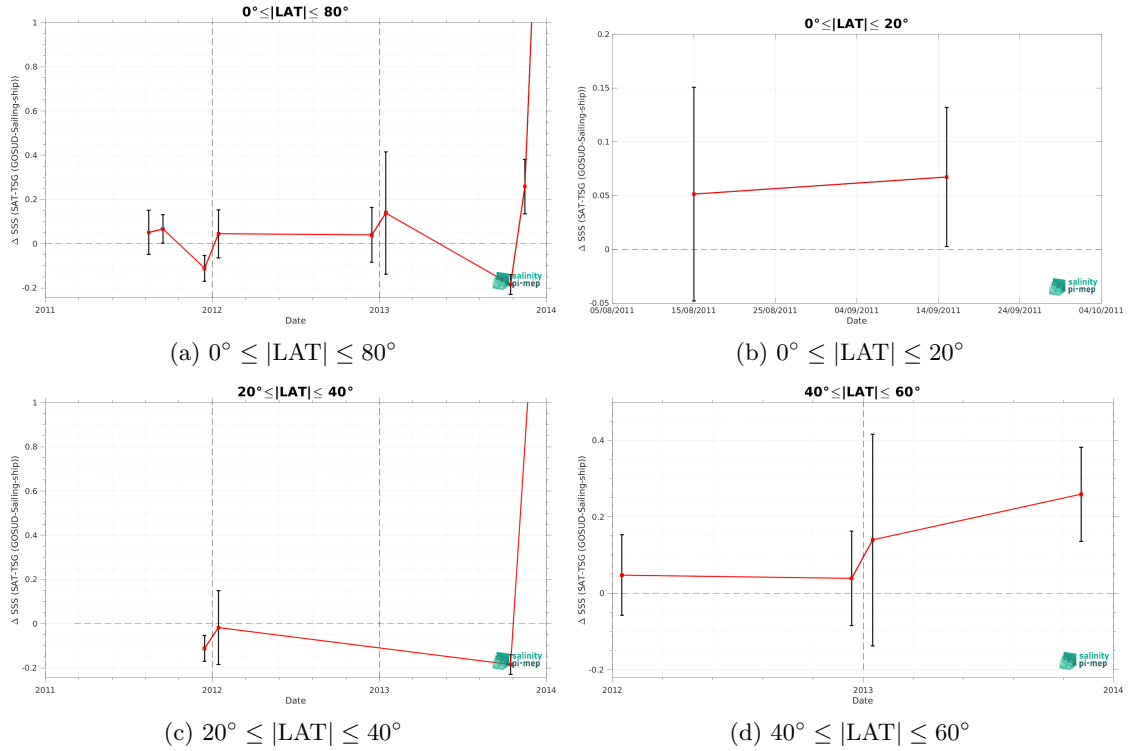 0°≤|LAT|≤ 80°
Δ SSS (SAT-TSG (GOSUD-Sailing-ship))
1
0.8
0.6
0.4
0.2
0
-0.2
2011
2012
2013
2014
Date
salinity
pi-mep
(a) 0° ≤ |LAT| ≤ 80°
0°≤|LAT|≤ 20°
Δ SSS (SAT-TSG (GOSUD-Sailing-ship))
0.2
0.15
0.1
0.05
0
-0.05
05/08/2011
15/08/2011
25/08/2011
04/09/2011
14/09/2011
24/09/2011
04/10/2011
Date
salinity
pi-mep
(b) 0° ≤ |LAT| ≤ 20°
20°≤|LAT|≤ 40°
Δ SSS (SAT-TSG (GOSUD-Sailing-ship))
1
0.8
0.6
0.4
0.2
0
-0.2
2011
2012
2013
2014
Date
salinity
pi-mep
(c) 20° ≤ |LAT| ≤ 40°
40°≤|LAT|≤ 60°
Δ SSS (SAT-TSG (GOSUD-Sailing-ship))
0.4
0.2
0
-0.2
2012
2013
2014
Date
salinity
pi-mep
(d) 40° ≤ |LAT| ≤ 60°